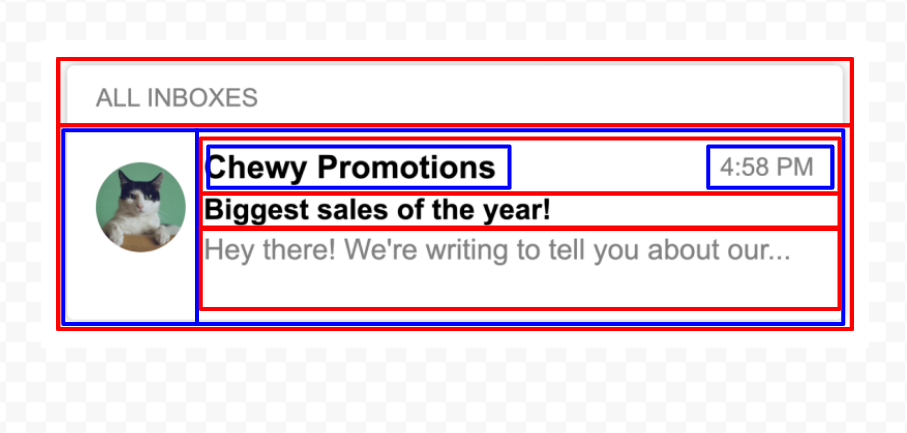 ALL INBOXES
Chewy Promotions 4:58 PM
Biggest sales of the year!
Hey there! We're writing to tell you about our...